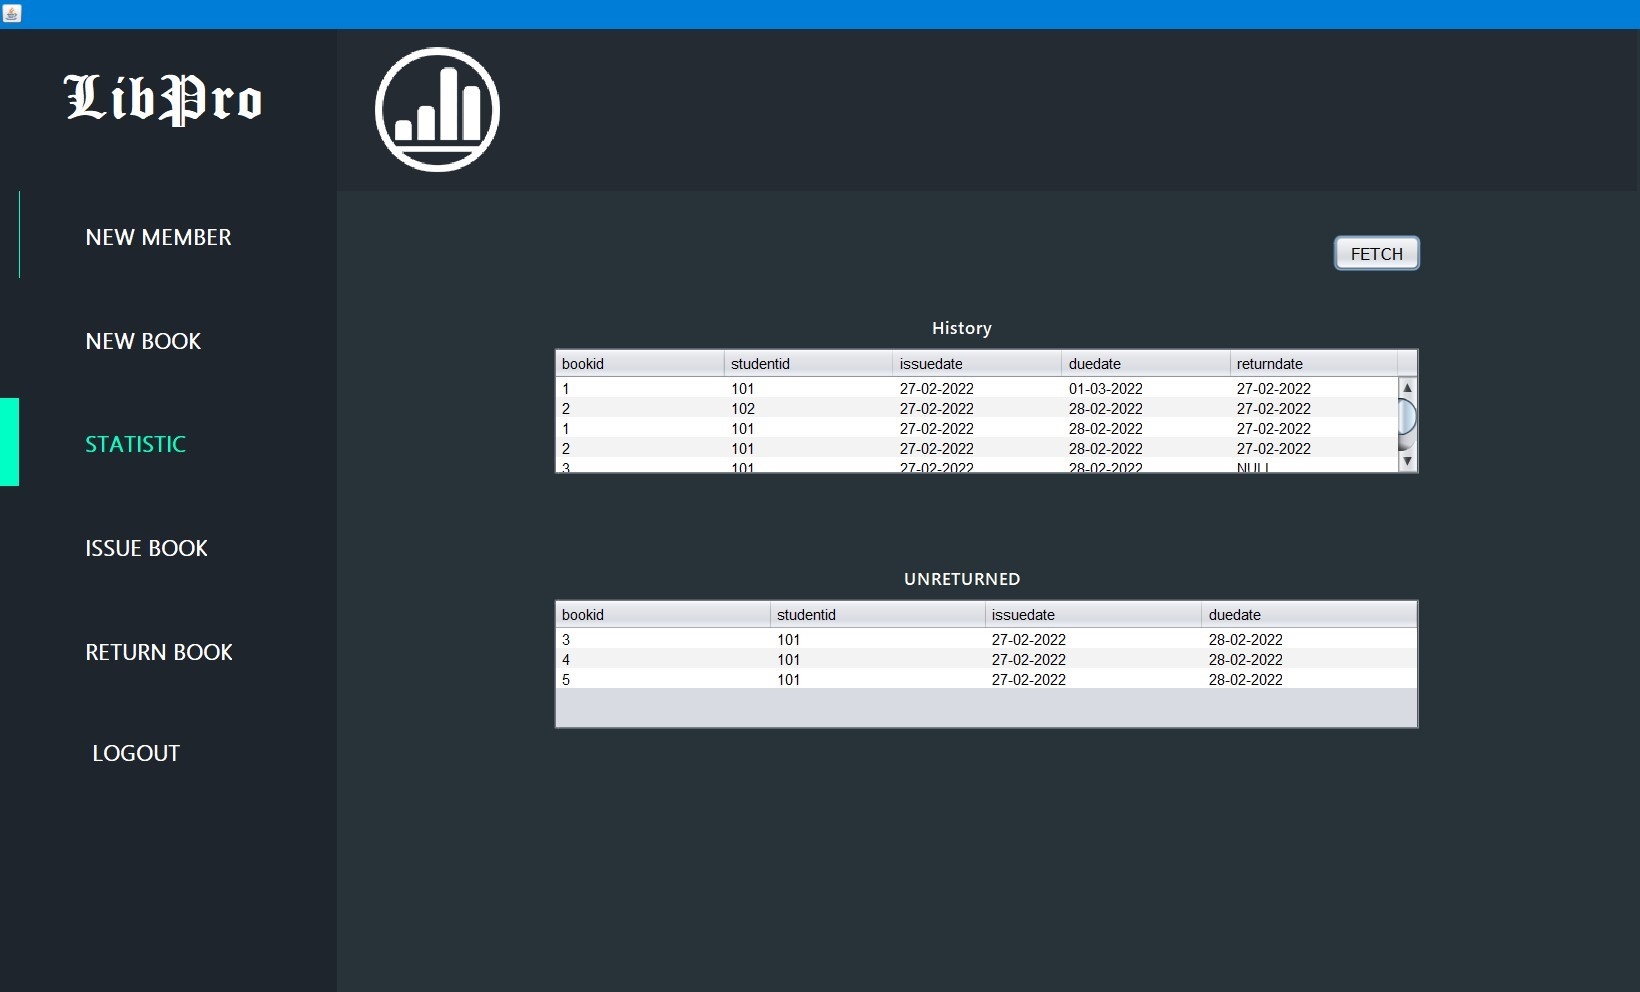 LibPro
NEW MEMBER
NEW BOOK
STATISTIC
ISSUE BOOK
RETURN BOOK
LOGOUT
FETCH
History
bookid studentid issuedate duedate returndate
1 101 27-02-2022 01-03-2022 27-02-2022
2 102 27-02-2022 28-02-2022 27-02-2022
1 101 27-02-2022 28-02-2022 27-02-2022
2 101 27-02-2022 28-02-2022 27-02-2022
3 101 27-02-2022 28-02-2022 NULL
UNRETURNED
bookid studentid issuedate duedate
3 101 27-02-2022 28-02-2022
4 101 27-02-2022 28-02-2022
5 101 27-02-2022 28-02-2022